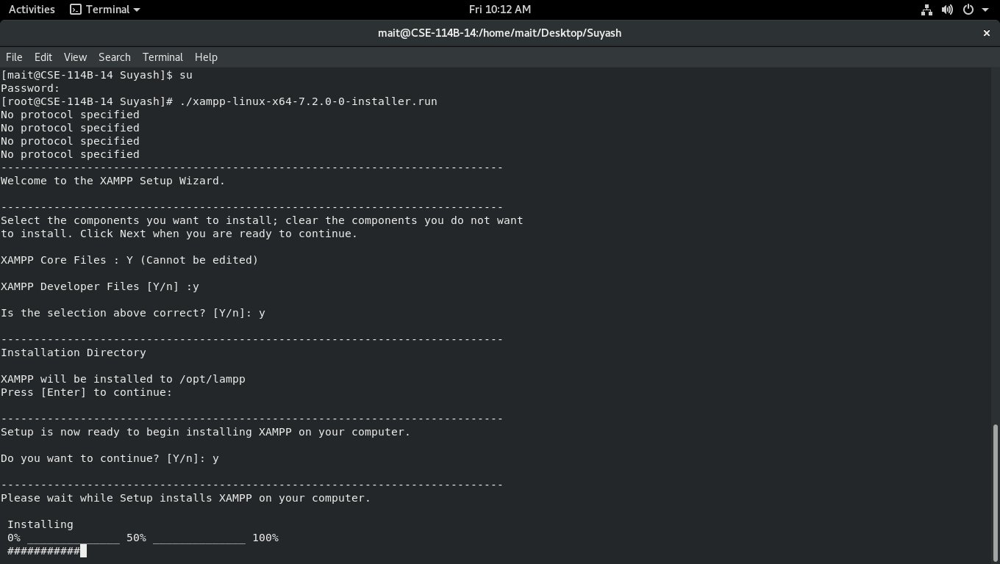 Activities Terminal Fri 10:12 AM
mait@CSE-114B-14:/home/mait/Desktop/Suyash
File Edit View Search Terminal Help
[mait@CSE-114B-14 Suyash]$ su
Password:
[root@CSE-114B-14 Suyash]# ./xampp-linux-x64-7.2.0-0-installer.run
No protocol specified
No protocol specified
No protocol specified
No protocol specified
----------------------------------------------------------------------------
Welcome to the XAMPP Setup Wizard.
----------------------------------------------------------------------------
Select the components you want to install; clear the components you do not want
to install. Click Next when you are ready to continue.
XAMPP Core Files : Y (Cannot be edited)
XAMPP Developer Files [Y/n] :y
Is the selection above correct? [Y/n]: y
----------------------------------------------------------------------------
Installation Directory
XAMPP will be installed to /opt/lampp
Press [Enter] to continue:
----------------------------------------------------------------------------
Setup is now ready to begin installing XAMPP on your computer.
Do you want to continue? [Y/n]: y
----------------------------------------------------------------------------
Please wait while Setup installs XAMPP on your computer.
Installing
0% ______________ 50% ______________ 100%
###########